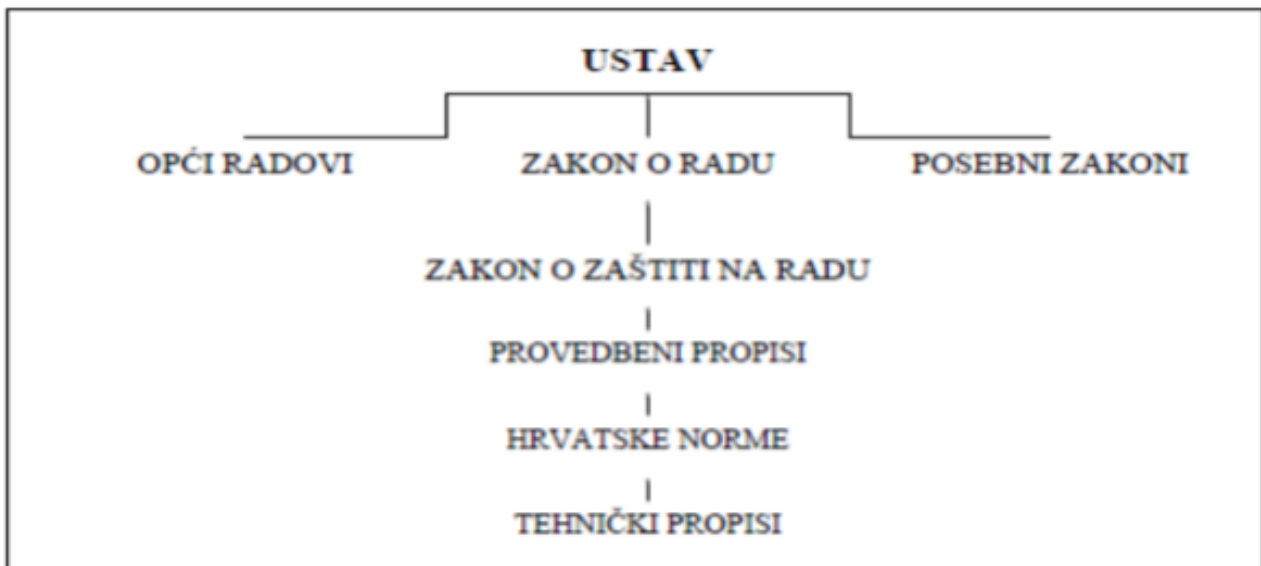 USTAV
OPĆI RADOVI ZAKON O RADU POSEBNI ZAKONI
ZAKON O ZAŠTITI NA RADU
PROVEDBENI PROPISI
HRVATSKE NORME
TEHNIČKI PROPISI